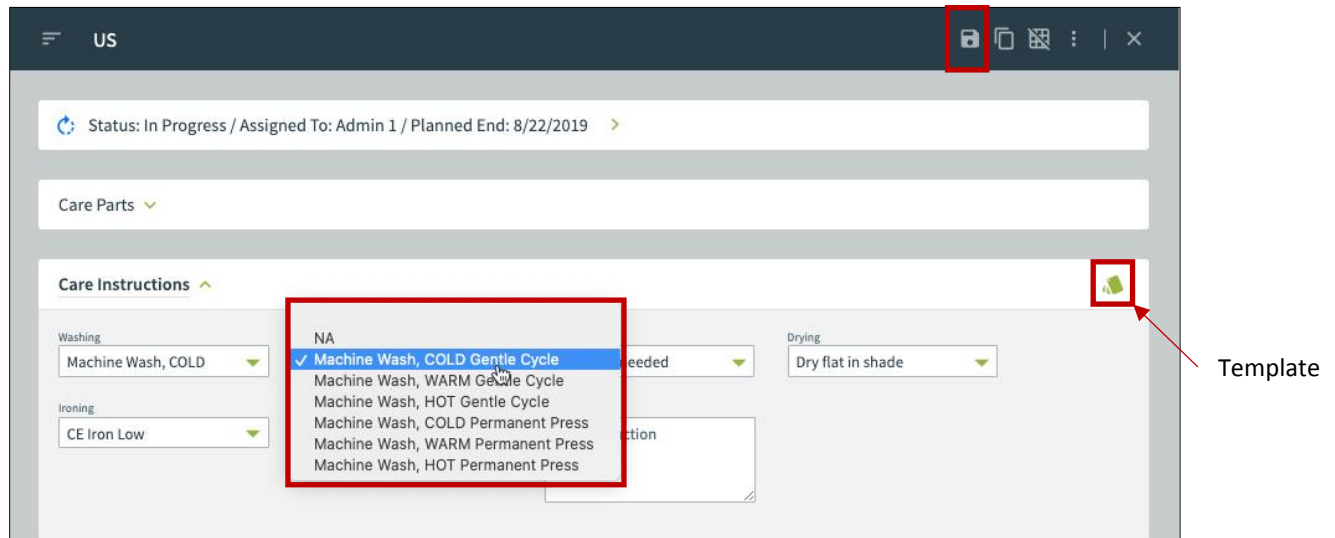 US
Status: In Progress / Assigned To: Admin 1 / Planned End: 8/22/2019
Care Parts
Care Instructions
Washing
Machine Wash, COLD
NA
Machine Wash, COLD Gentle Cycle
Machine Wash, WARM Gentle Cycle
Machine Wash, HOT Gentle Cycle
Machine Wash, COLD Permanent Press
Machine Wash, WARM Permanent Press
Machine Wash, HOT Permanent Press
Drying
Dry flat in shade
Template
Ironing
CE Iron Low